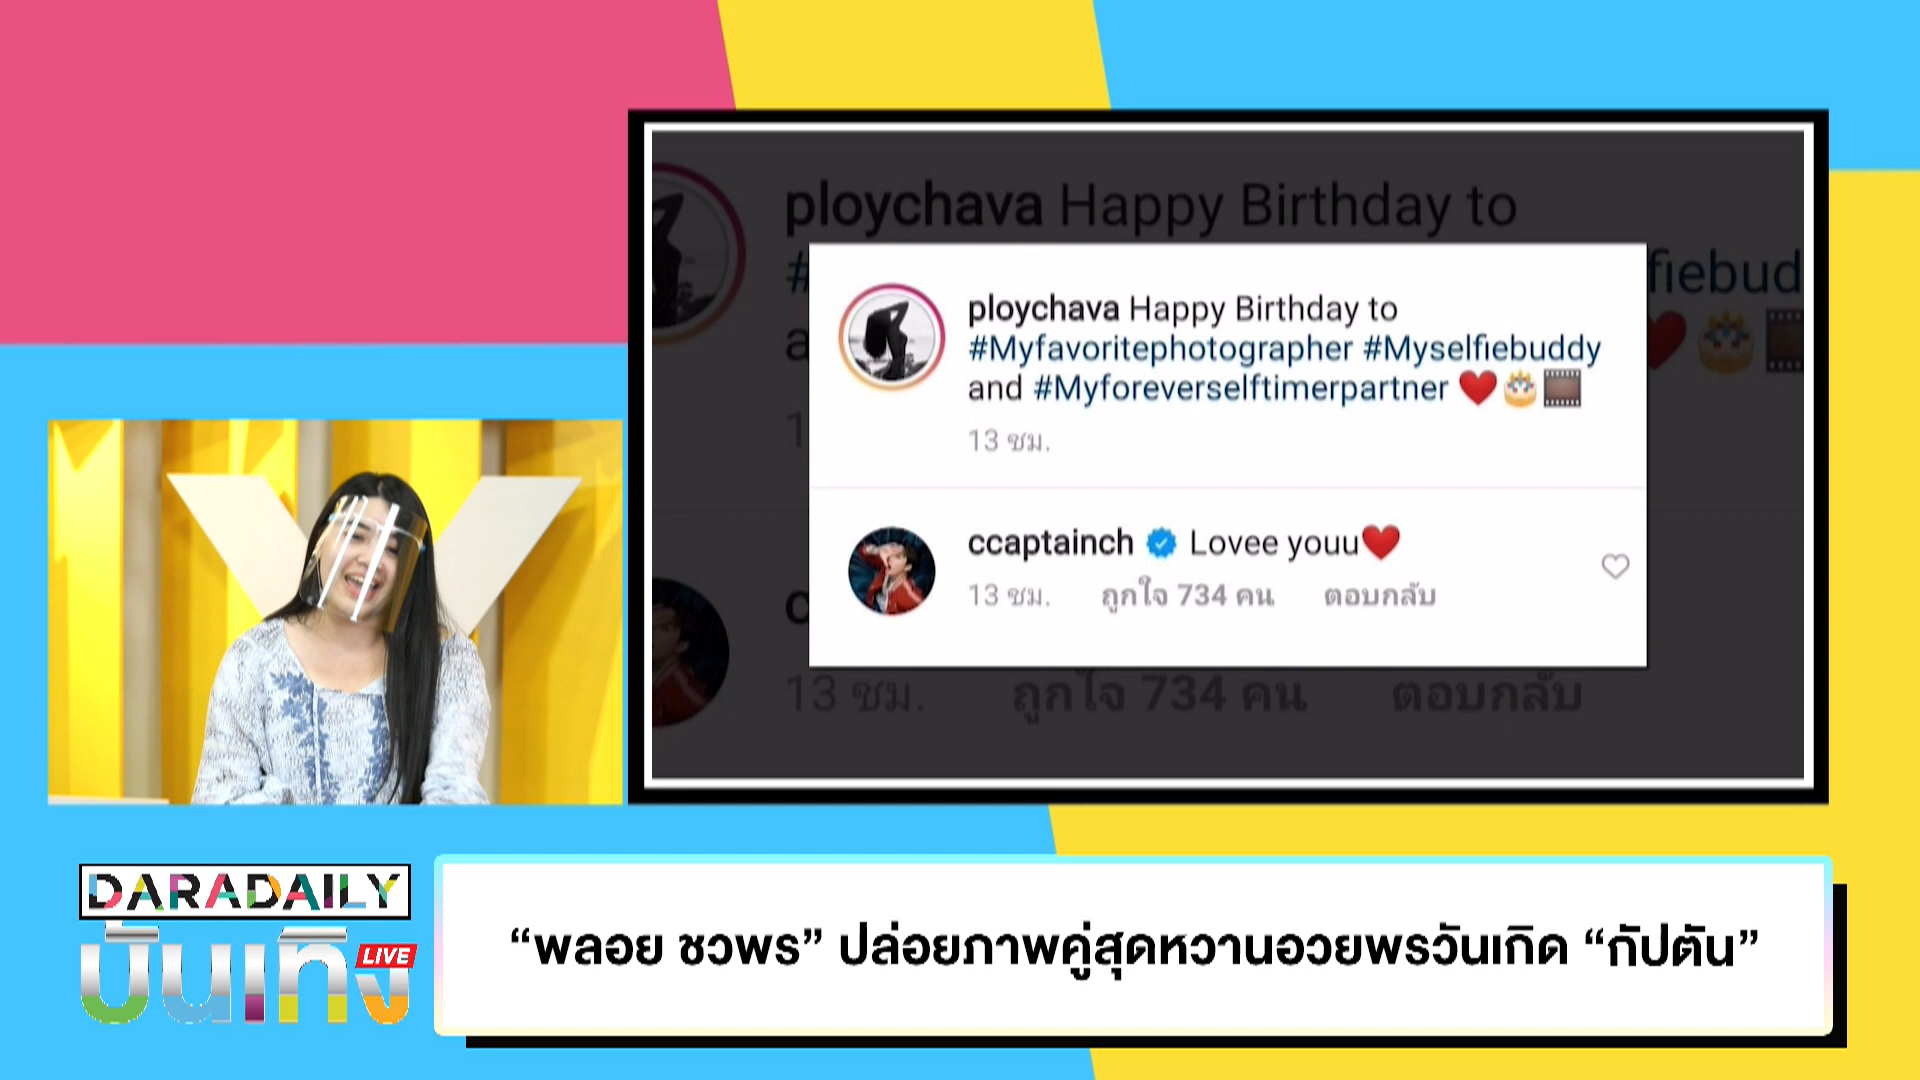 ploychava Happy Birthday to
#Myfavoritephotographer #Myselfiebuddy
and #Myforeverselftimerpartner ❤️🎂🎞️
13 ชม.
ccaptainch Lovee youu❤️
13 ชม. ถูกใจ 734 คน ตอบกลับ
ploychava Happy Birthday to
fiebud
13 ชม. ถูกใจ 734 คน ตอบกลับ
DARADAILY
บันเทิง LIVE
“พลอย ชวพร” ปล่อยภาพคู่สุดหวานอวยพรวันเกิด “กัปตัน”